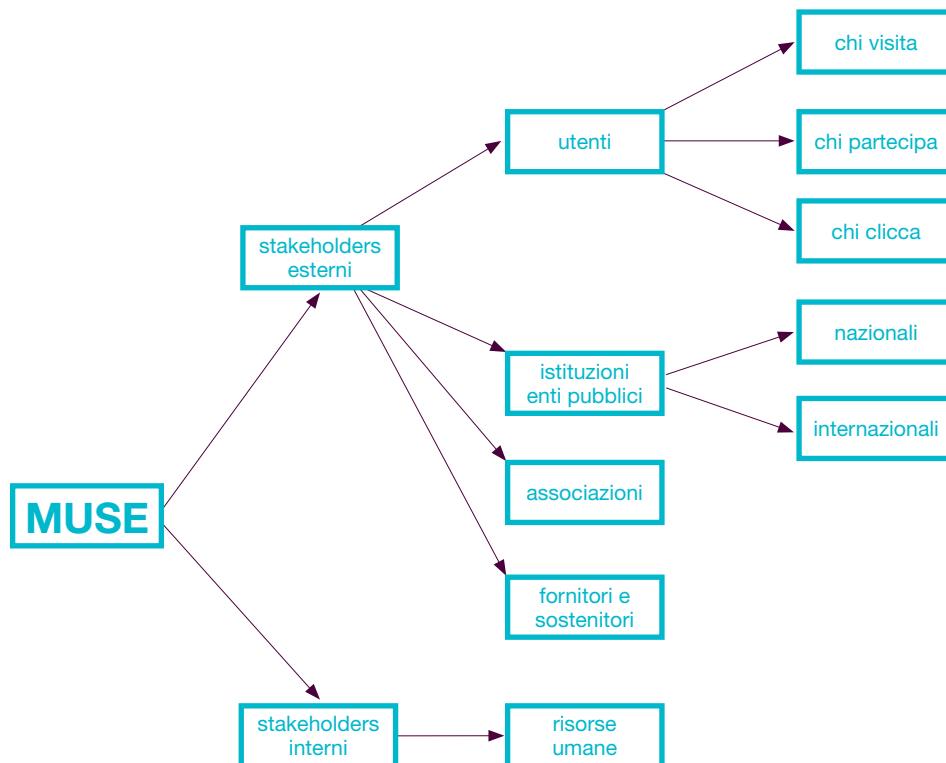 chi visita
utenti
chi partecipa
chi clicca
stakeholders
esterni
nazionali
istituzioni
enti pubblici
internazionali
associazioni
MUSE
fornitori e
sostenitori
stakeholders
interni
risorse
umane